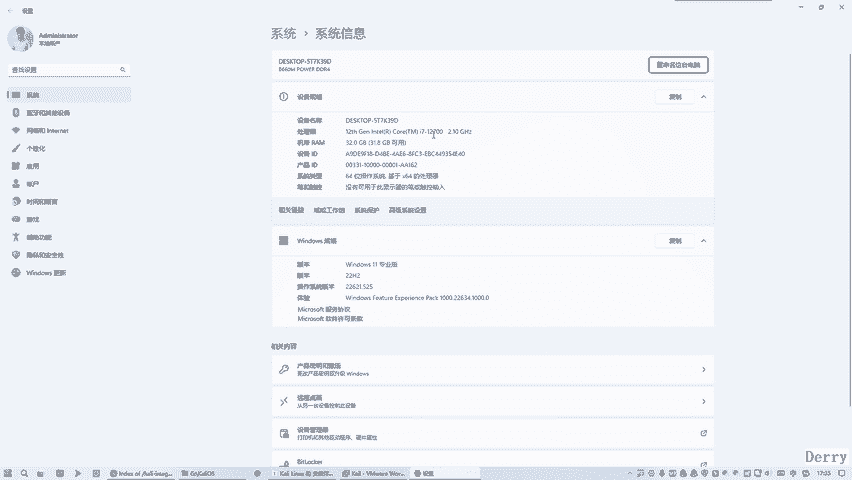 设置
Administrator
本地帐户
查找设置
系统
蓝牙和其他设备
网络和 Internet
个性化
应用
帐户
时间和语言
游戏
辅助功能
隐私和安全性
Windows 更新
系统 › 系统信息
DESKTOP-5T7K39D
B660M POWER DDR4
重命名这台电脑
设备规格
复制
设备名称 DESKTOP-5T7K39D
处理器 12th Gen Intel(R) Core(TM) i7-12700 2.10 GHz
机带 RAM 32.0 GB (31.8 GB 可用)
设备 ID
产品 ID 00331-10000-00001-AA162
系统类型 64 位操作系统, 基于 x64 的处理器
笔和触控 没有可用于此显示器的笔或触控输入
相关链接 域或工作组 系统保护 高级系统设置
Windows 规格
复制
版本 Windows 11 专业版
版本 22H2
操作系统版本 22621.525
体验 Windows Feature Experience Pack 1000.22634.1000.0
Microsoft 服务协议
Microsoft 软件许可条款
相关内容
产品密钥和激活
更改产品密钥或升级 Windows
远程桌面
从另一台设备控制此设备
设备管理器
打印机和其他驱动程序、硬件属性
BitLocker
Derry
Index of /kali-imag...
Kali - VMware Wor...
设置
17:35